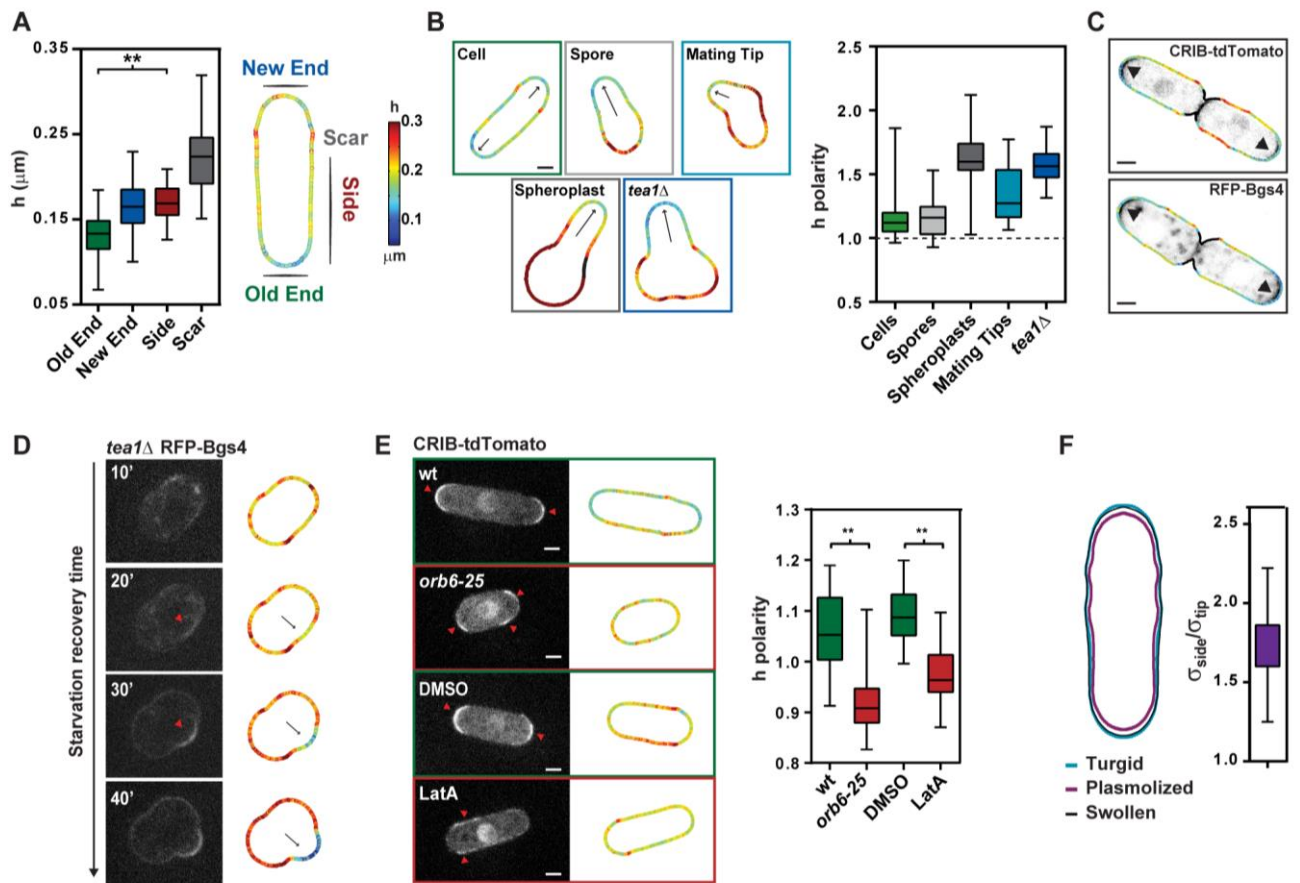 A
0.35
0.25
0.15
0.05
h (μm)
**
Old End
New End
Side
Scar
New End
Scar
Side
Old End
h
0.3
0.2
0.1
μm
B
Cell
Spore
Mating Tip
Spheroplast
tea1Δ
h polarity
2.5
2.0
1.5
1.0
0.5
Cells
Spores
Spheroplasts
Mating Tips
tea1Δ
C
CRIB-tdTomato
RFP-Bgs4
D
tea1Δ RFP-Bgs4
Starvation recovery time
10'
20'
30'
40'
E
CRIB-tdTomato
wt
orb6-25
DMSO
LatA
h polarity
1.3
1.2
1.1
1.0
0.9
0.8
**
**
wt
orb6-25
DMSO
LatA
F
Turgid
Plasmolized
Swollen
σside/σtip
2.5
2.0
1.5
1.0